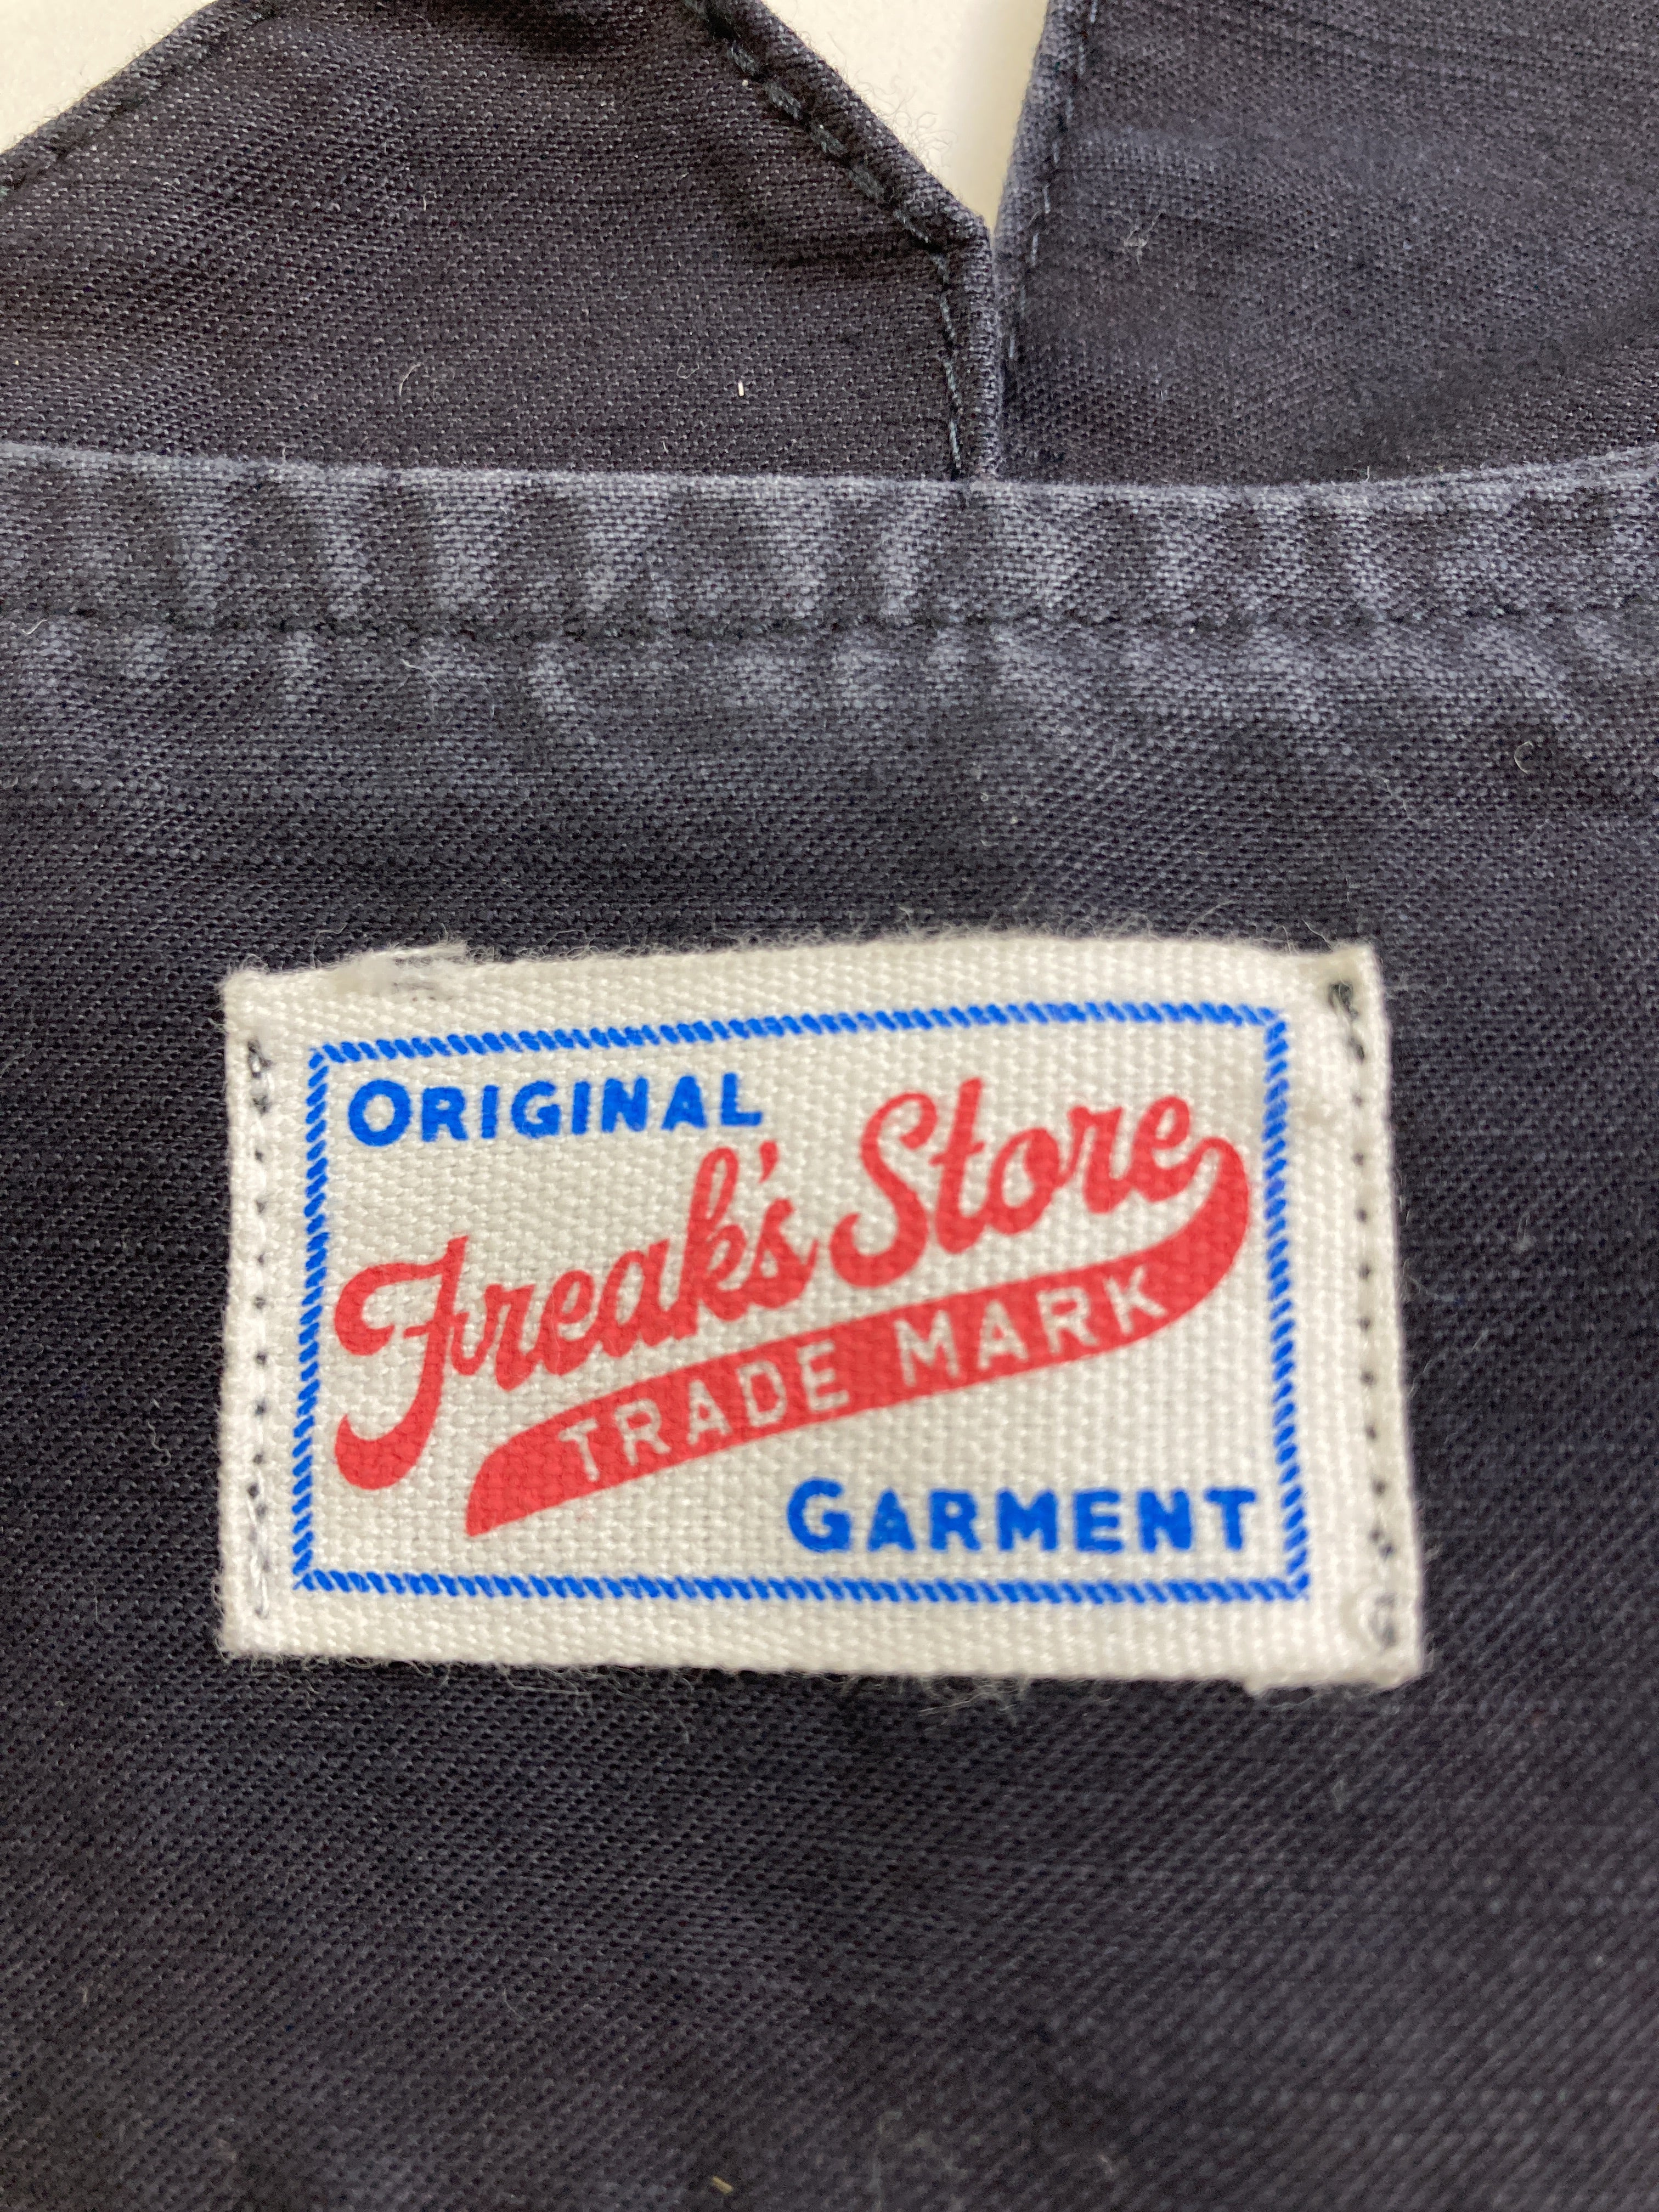 ORIGINAL
Freak's Store
TRADE MARK
GARMENT